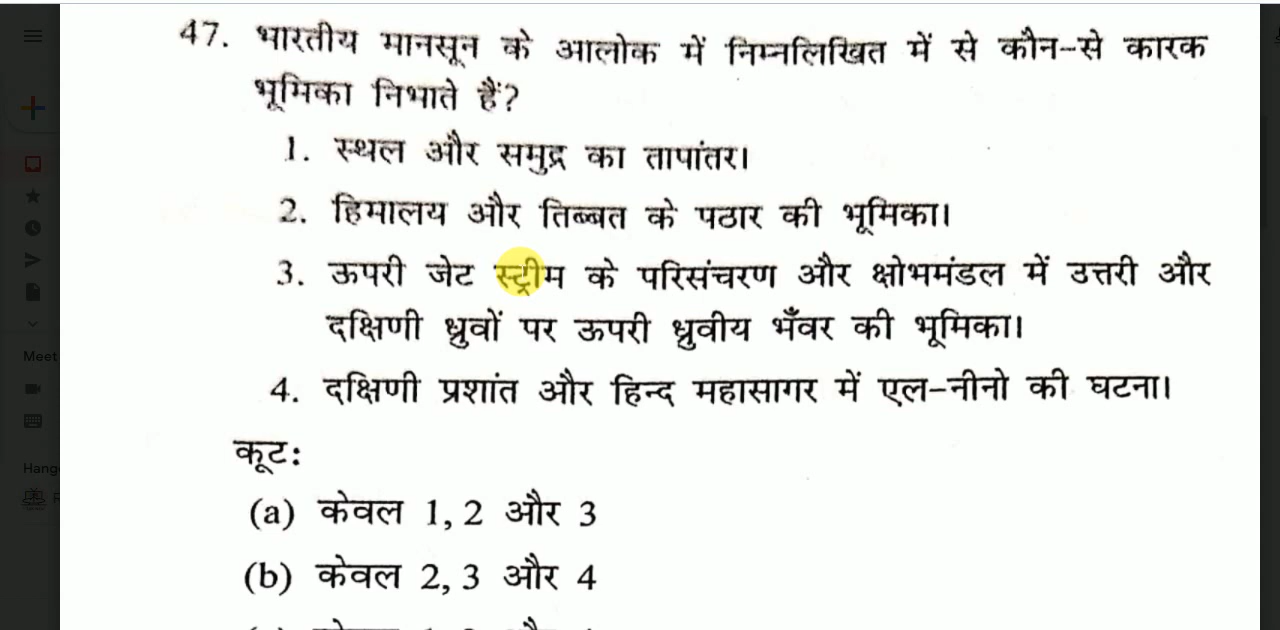 47. भारतीय मानसून के आलोक में निम्नलिखित में से कौन-से कारक
भूमिका निभाते हैं?
1. स्थल और समुद्र का तापांतर।
2. हिमालय और तिब्बत के पठार की भूमिका।
3. ऊपरी जेट स्ट्रीम के परिसंचरण और क्षोभमंडल में उत्तरी और
दक्षिणी ध्रुवों पर ऊपरी ध्रुवीय भँवर की भूमिका।
4. दक्षिणी प्रशांत और हिन्द महासागर में एल-नीनो की घटना।
Meet
कूट:
Hang
(a) केवल 1, 2 और 3
(b) केवल 2, 3 और 4